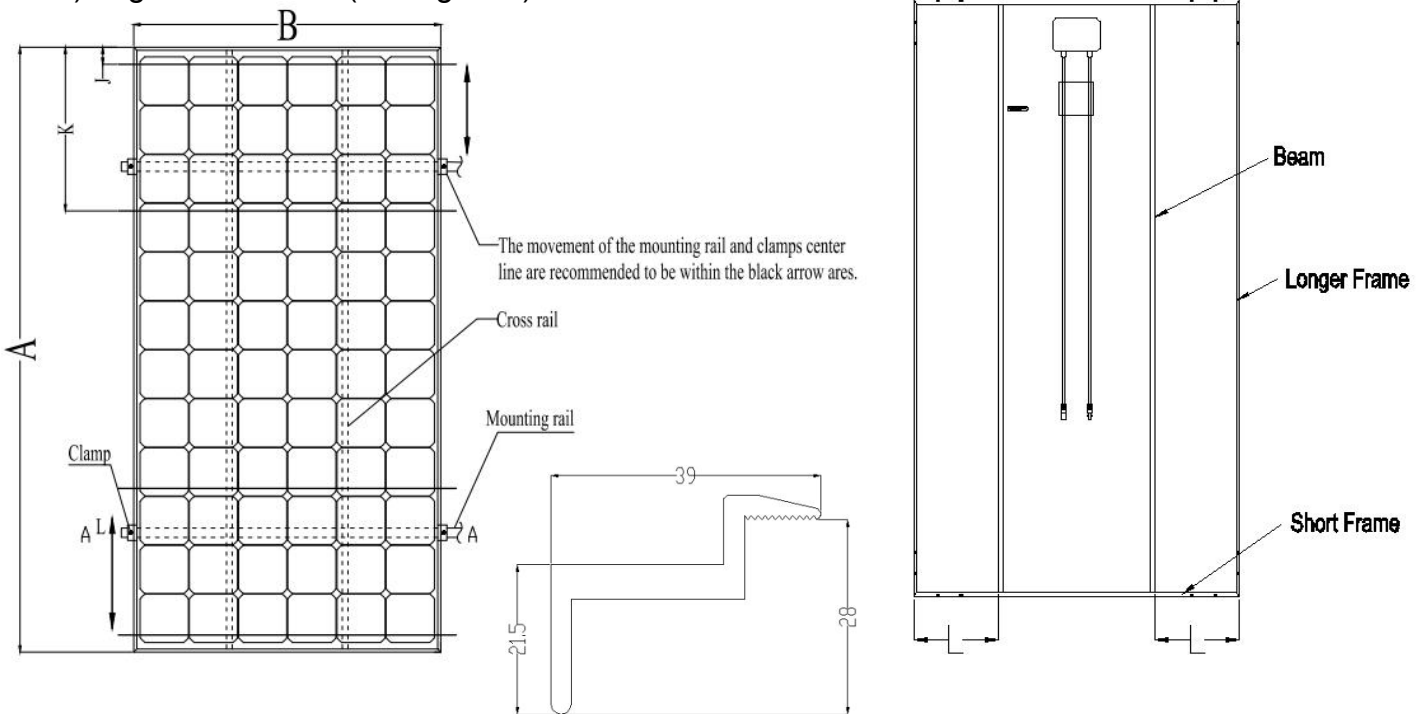 B
J
K
A
The movement of the mounting rail and clamps center
line are recommended to be within the black arrow ares.
Cross rail
Mounting rail
Clamp
A
L
A
39
21.5
28
Beam
Longer Frame
Short Frame
L
L